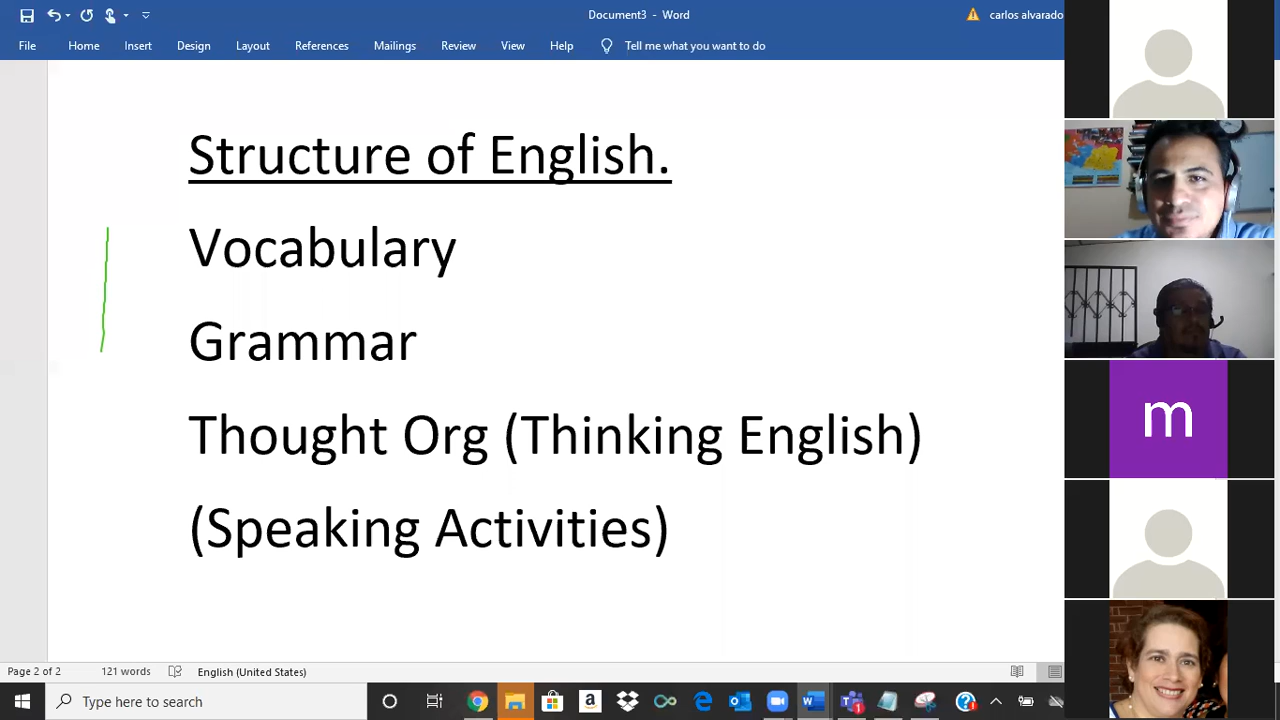 Document3 - Word
carlos alvarado
File Home Insert Design Layout References Mailings Review View Help Tell me what you want to do
Structure of English.
Vocabulary
Grammar
Thought Org (Thinking English)
(Speaking Activities)
m
Page 2 of 2 121 words English (United States)
Type here to search